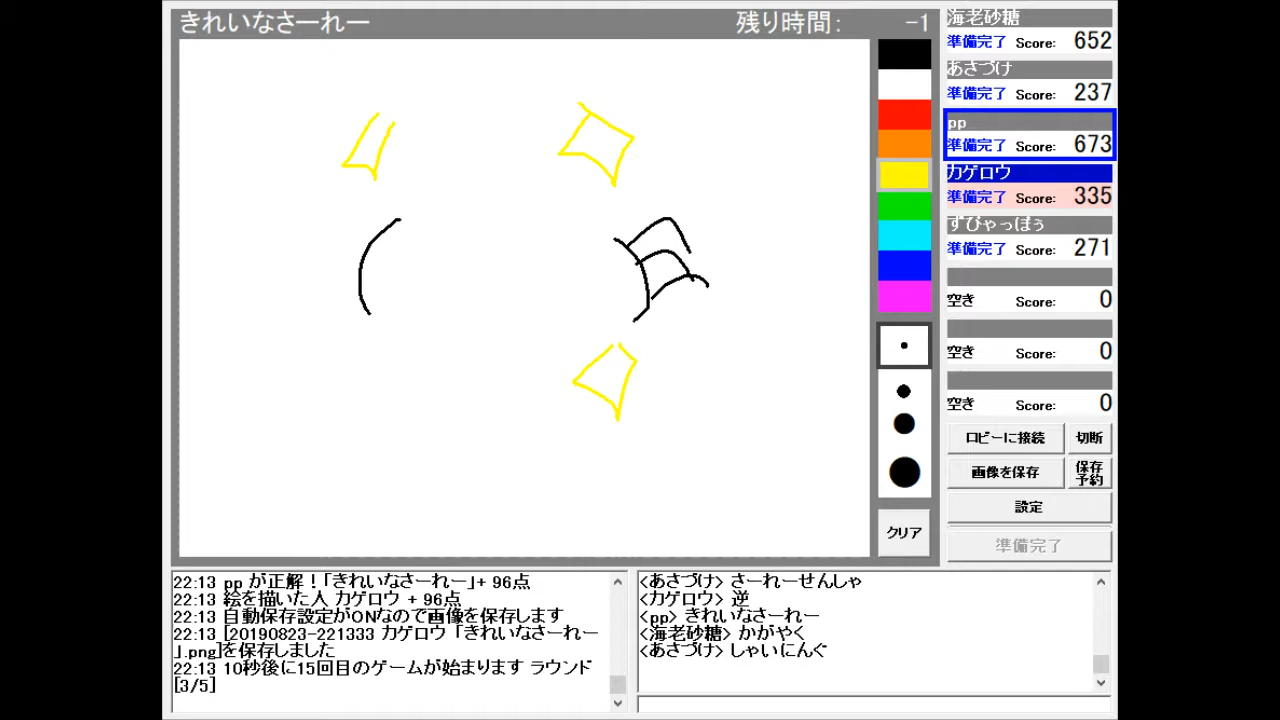 きれいなさーれー
残り時間: -1
海老砂糖
準備完了 Score: 652
あさづけ
準備完了 Score: 237
pp
準備完了 Score: 673
カゲロウ
準備完了 Score: 335
ずびゃっぽぅ
準備完了 Score: 271
空き Score: 0
空き Score: 0
空き Score: 0
ロビーに接続 切断
画像を保存 保存予約
設定
クリア
準備完了
22:13 pp が正解！「きれいなさーれー」+ 96点
22:13 絵を描いた人 カゲロウ + 96点
22:13 自動保存設定がONなので画像を保存します
22:13 [20190823-221333 カゲロウ 「きれいなさーれー
」.png]を保存しました
22:13 10秒後に15回目のゲームが始まります ラウンド
[3/5]
<あさづけ> さーれーせんしゃ
<カゲロウ> 逆
<pp> きれいなさーれー
<海老砂糖> かがやく
<あさづけ> しゃいにんぐ